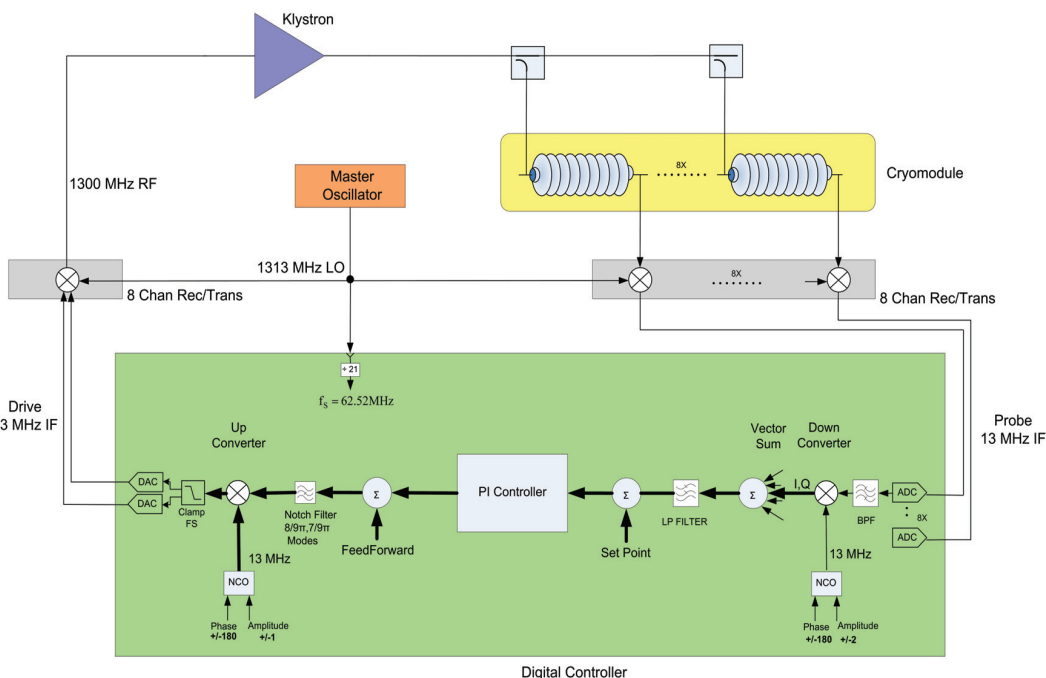 Klystron
8X
Cryomodule
1300 MHz RF
Master
Oscillator
1313 MHz LO
8 Chan Rec/Trans
8X
8 Chan Rec/Trans
÷ 21
fS = 62.52MHz
Drive
3 MHz IF
Probe
13 MHz IF
Up
Converter
Vector
Sum
Down
Converter
DAC
DAC
Clamp
FS
Notch Filter
8/9π,7/9π
Modes
Σ
FeedForward
PI Controller
Σ
Set Point
LP FILTER
Σ
I,Q
BPF
ADC
8X
ADC
13 MHz
NCO
Phase
+/-180
Amplitude
+/-1
13 MHz
NCO
Phase
+/-180
Amplitude
+/-2
Digital Controller